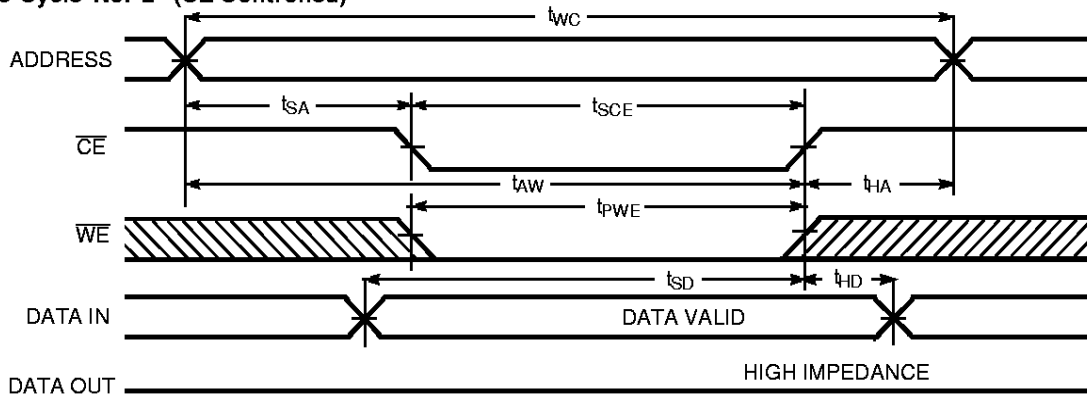 Cycle No. 2 (CE Controlled)
tWC
ADDRESS
tSA
tSCE
CE
tAW
tHA
tPWE
WE
tSD
tHD
DATA IN
DATA VALID
HIGH IMPEDANCE
DATA OUT